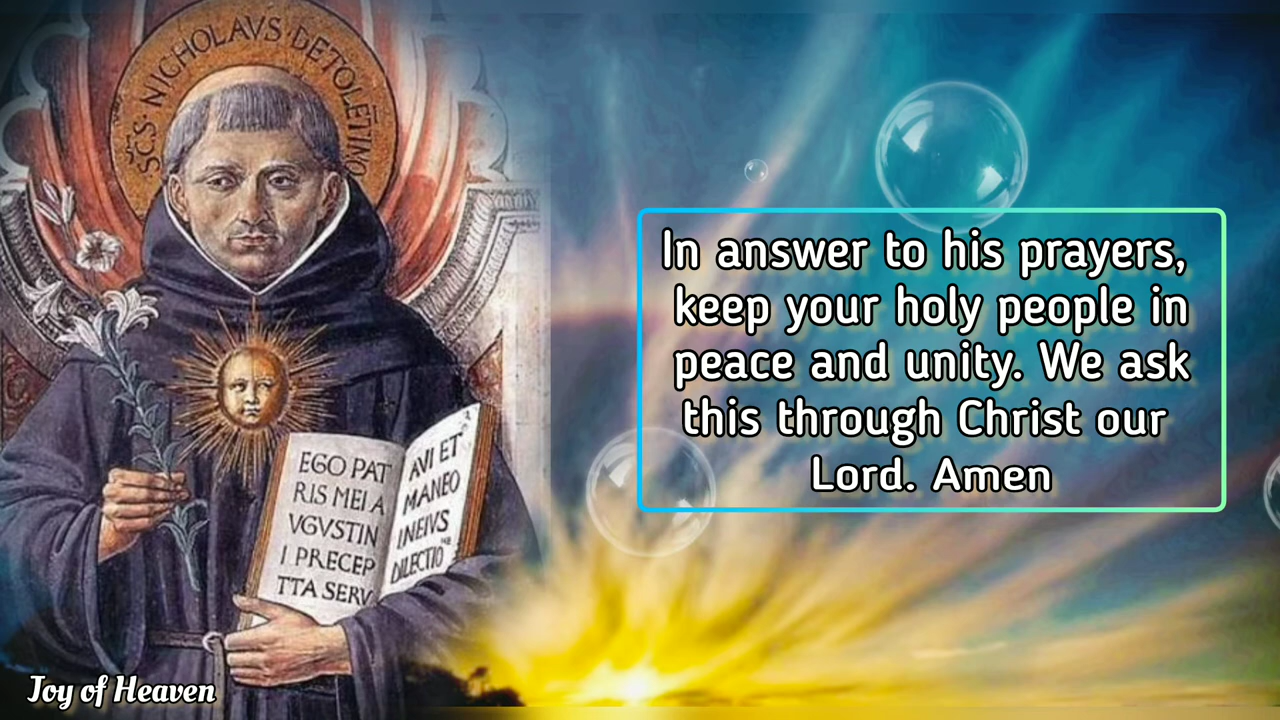 SC̄S · NICHOLAVS · DETOLĒTINO
EGO PAT
RIS MEI A
VGVSTIN
I PRECEP
TTA SERV
AVI ET
MANEO
INEIVS
DILECTIO
In answer to his prayers,
keep your holy people in
peace and unity. We ask
this through Christ our
Lord. Amen
Joy of Heaven